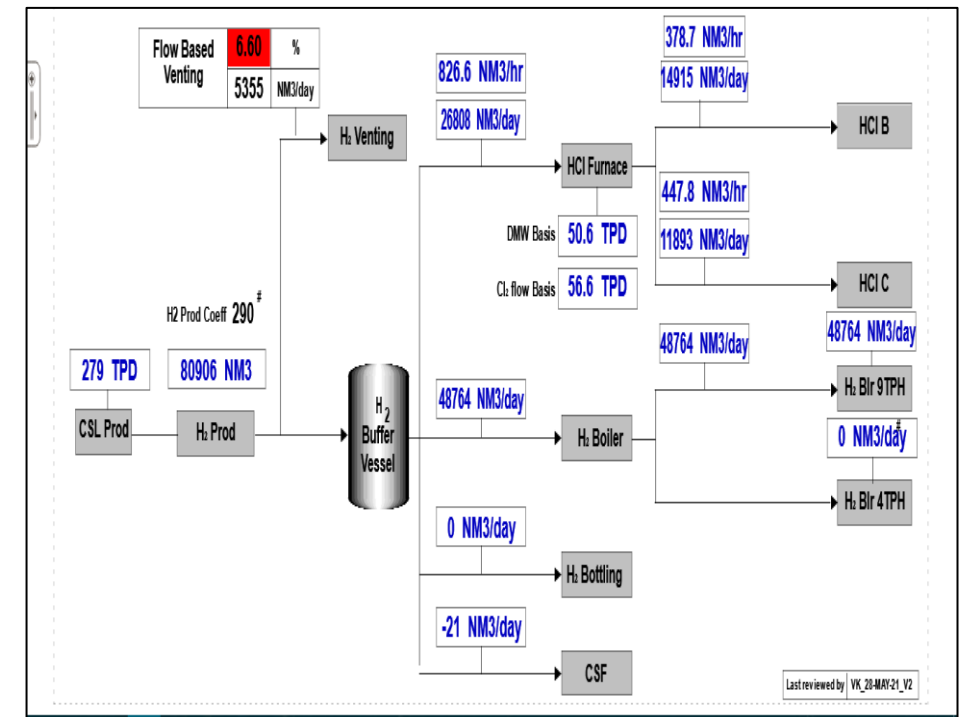 Flow Based
Venting
6.60 %
5355 NM3/day
H₂ Venting
826.6 NM3/hr
26808 NM3/day
378.7 NM3/hr
14915 NM3/day
HCl B
HCl Furnace
447.8 NM3/hr
11893 NM3/day
DMW Basis 50.6 TPD
Cl₂ flow Basis 56.6 TPD
HCl C
H2 Prod Coeff 290 #
279 TPD
80906 NM3
CSL Prod
H₂ Prod
H2
Buffer
Vessel
48764 NM3/day
H₂ Boiler
48764 NM3/day
48764 NM3/day
H₂ Blr 9TPH
0 NM3/day #
H₂ Blr 4TPH
0 NM3/day
H₂ Bottling
-21 NM3/day
CSF
Last reviewed by VK_28-MAY-21_V2